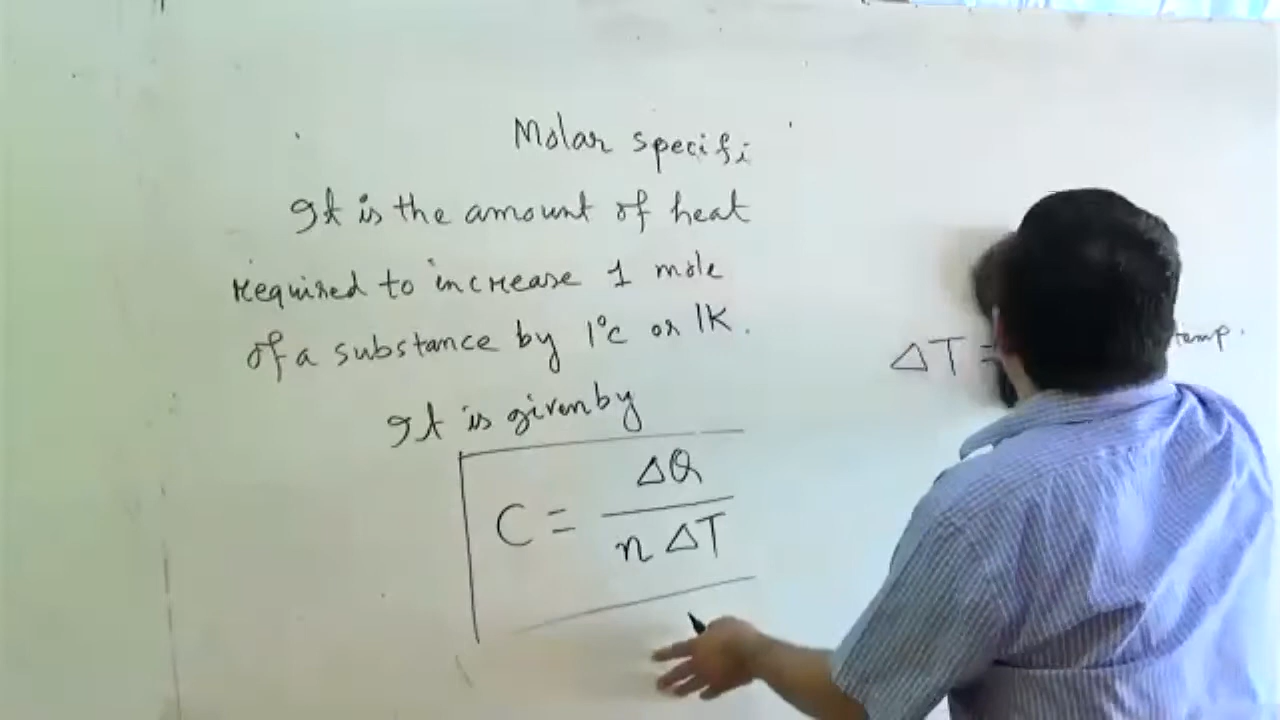 Molar specifi
It is the amount of heat
required to increase 1 mole
of a substance by 1°C or 1K.
It is given by
C = ΔQ / n ΔT
ΔT = temp.